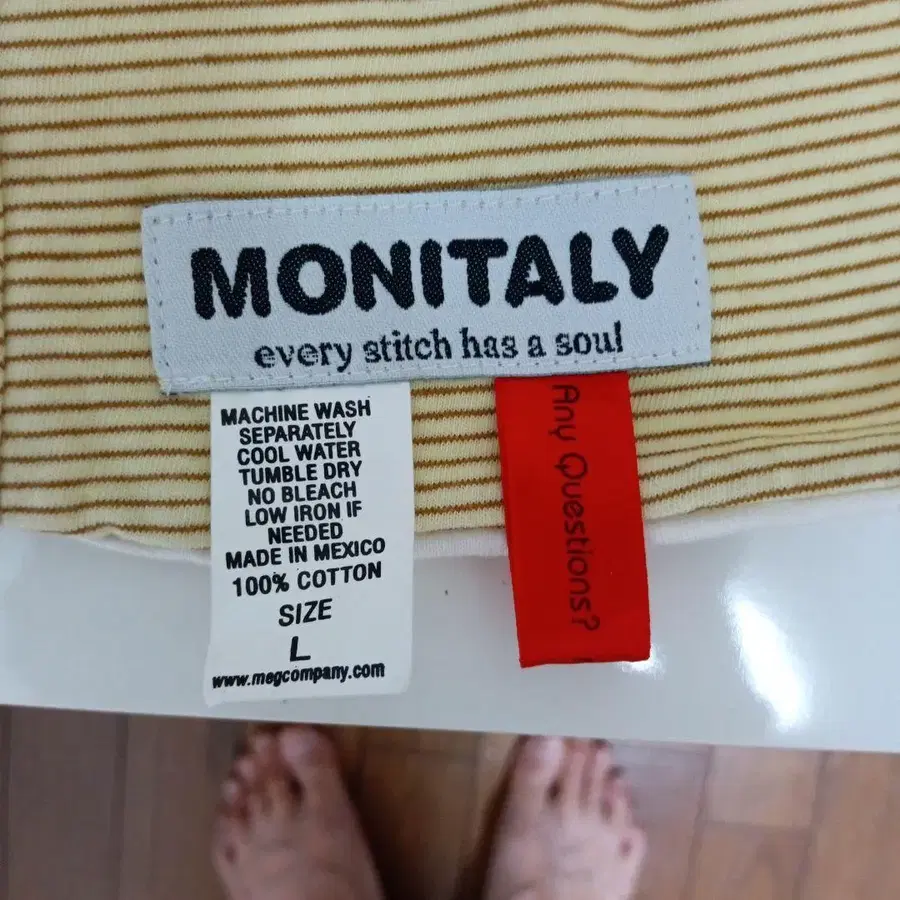 MONITALY
every stitch has a soul
MACHINE WASH
SEPARATELY
COOL WATER
TUMBLE DRY
NO BLEACH
LOW IRON IF
NEEDED
MADE IN MEXICO
100% COTTON
SIZE
L
www.megcompany.com
Any Questions?